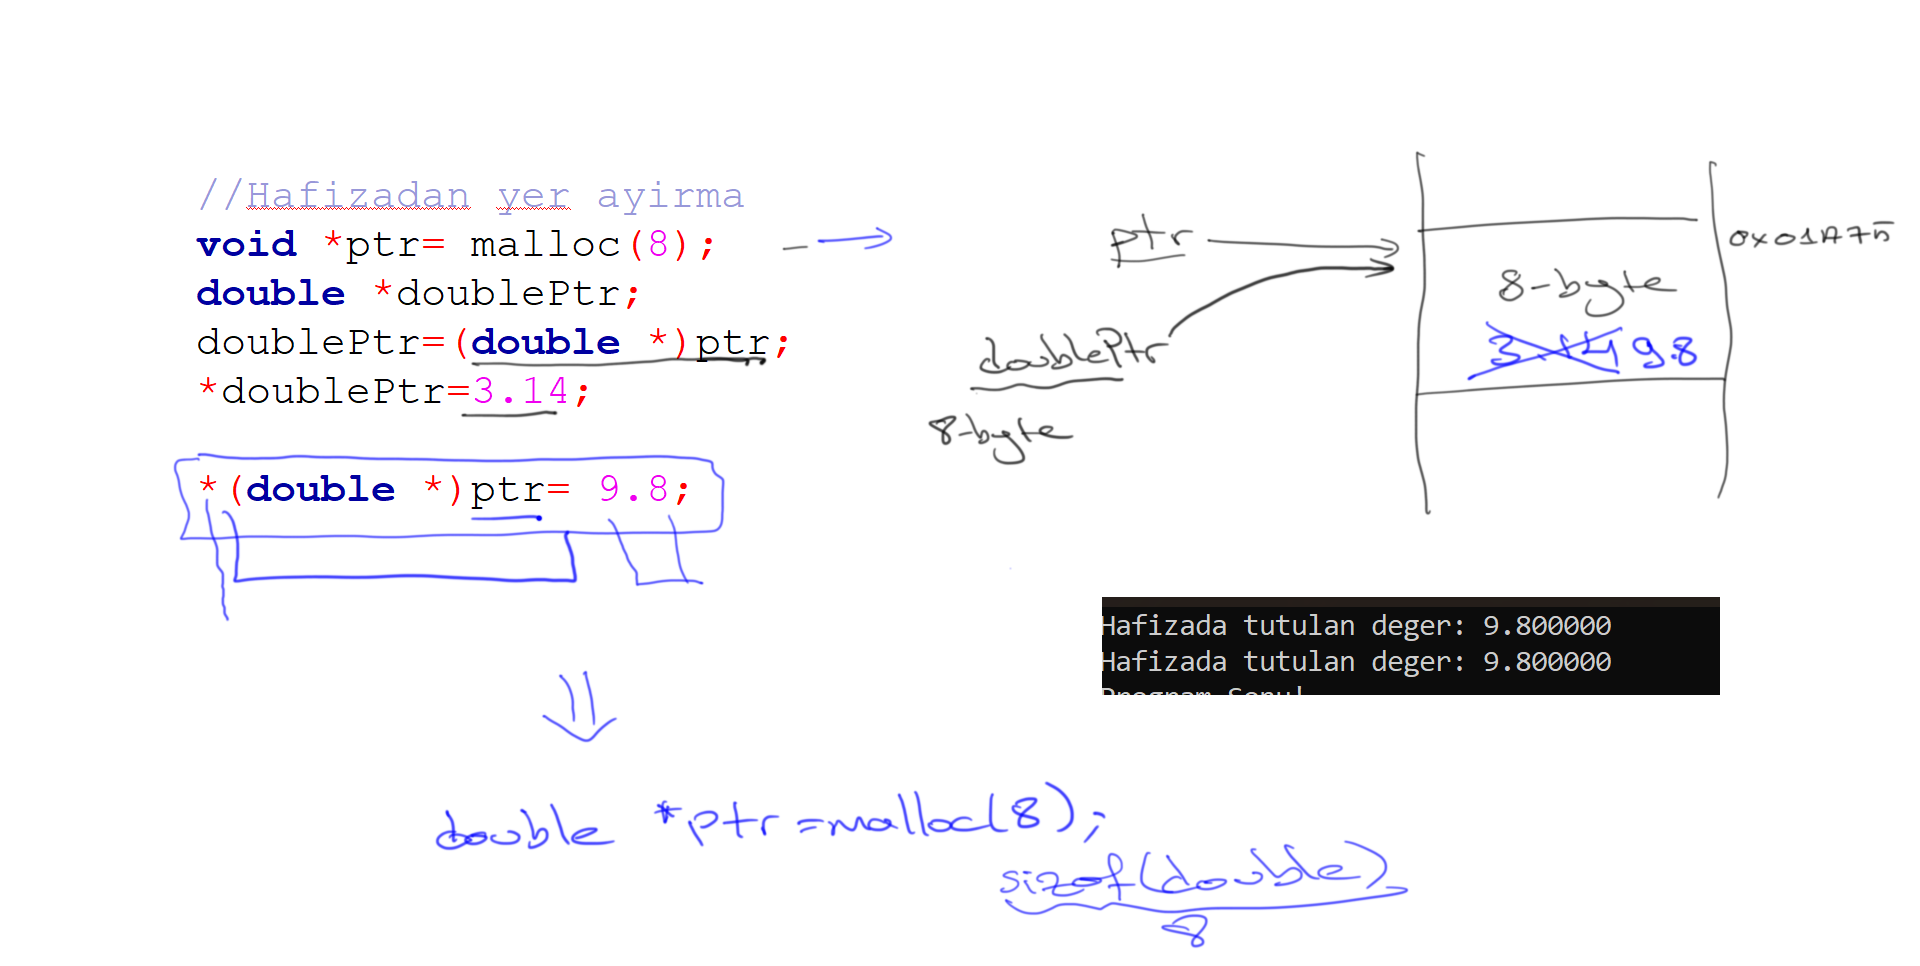 //Hafizadan yer ayirma
void *ptr= malloc(8);
double *doublePtr;
doublePtr=(double *)ptr;
*doublePtr=3.14;
*(double *)ptr= 9.8;
ptr
0x01A75
8-byte
doublePtr
3.14 9.8
8-byte
Hafizada tutulan deger: 9.800000
Hafizada tutulan deger: 9.800000
double *ptr=malloc(8);
sizof(double)
8